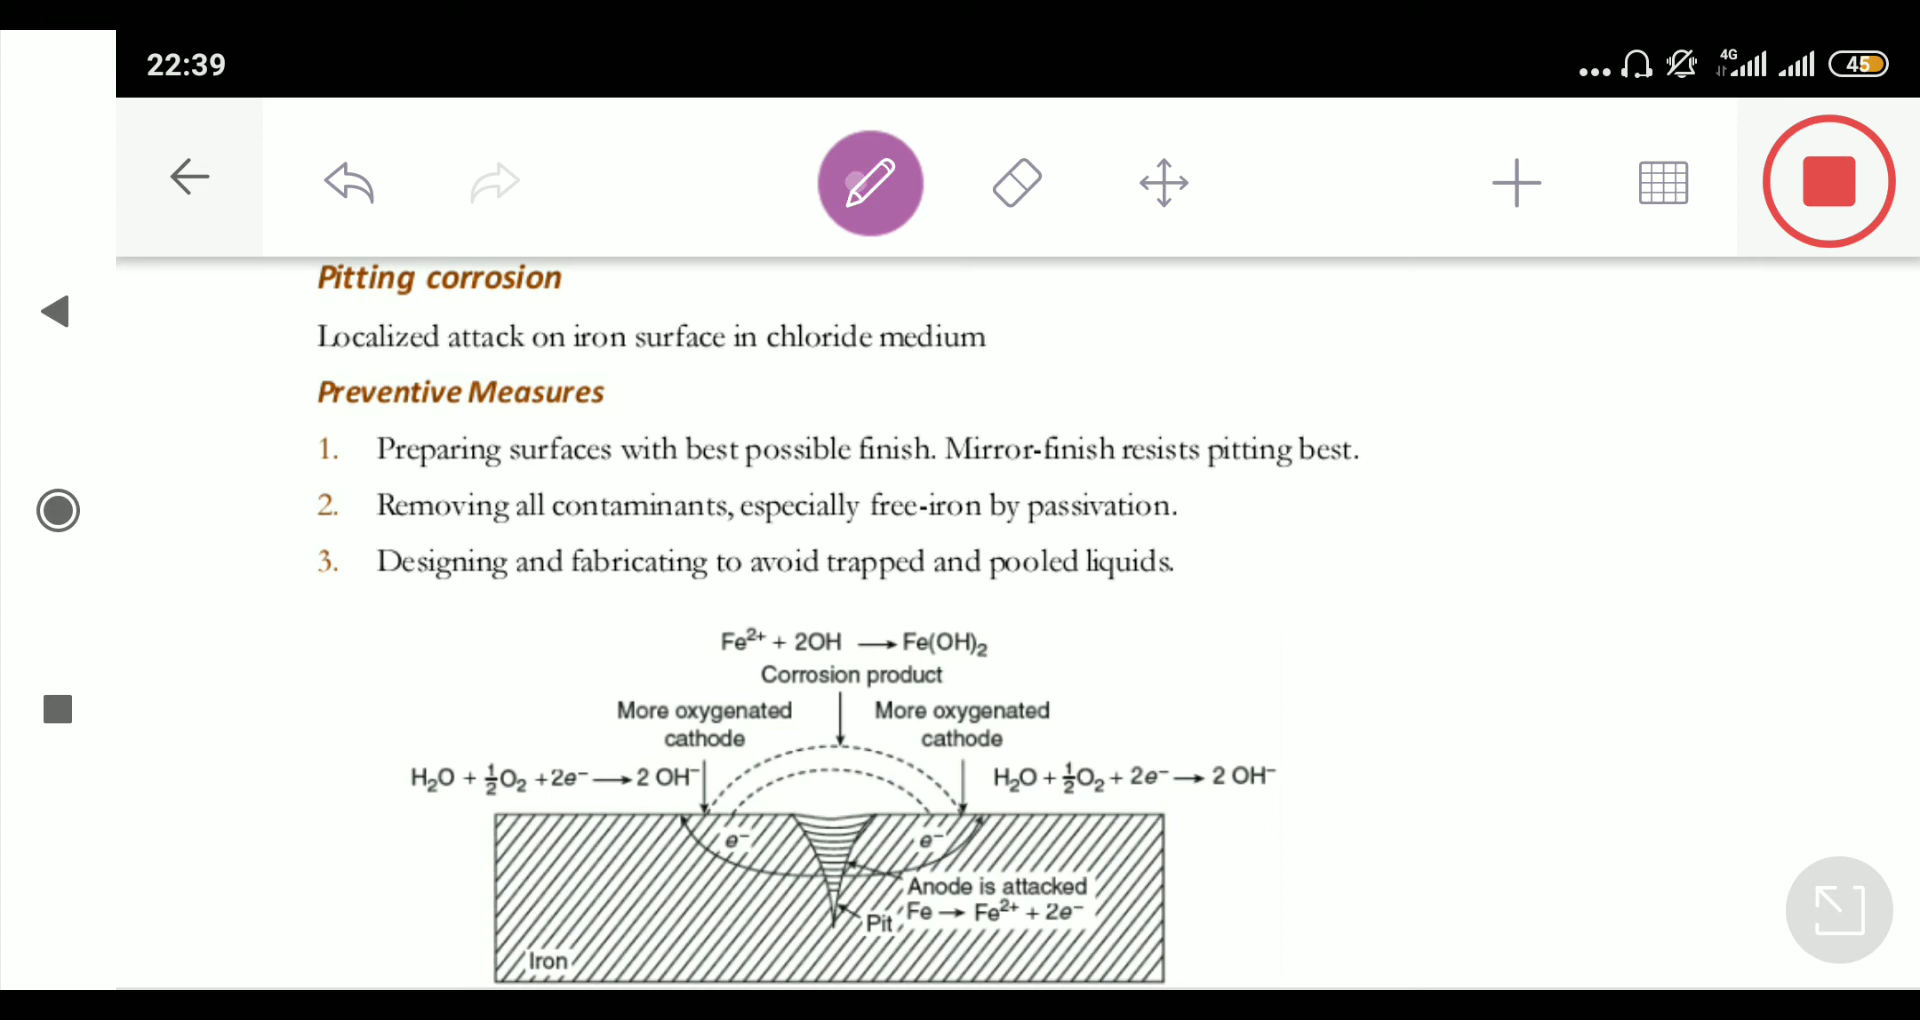 22:39
4G
45
Pitting corrosion
Localized attack on iron surface in chloride medium
Preventive Measures
1. Preparing surfaces with best possible finish. Mirror-finish resists pitting best.
2. Removing all contaminants, especially free-iron by passivation.
3. Designing and fabricating to avoid trapped and pooled liquids.
Fe²⁺ + 2OH ⟶ Fe(OH)₂
Corrosion product
More oxygenated
cathode
More oxygenated
cathode
H₂O + ½O₂ +2e⁻ ⟶ 2 OH⁻
H₂O + ½O₂ + 2e⁻ ⟶ 2 OH⁻
e⁻
e⁻
Anode is attacked
Fe → Fe²⁺ + 2e⁻
Pit
Iron